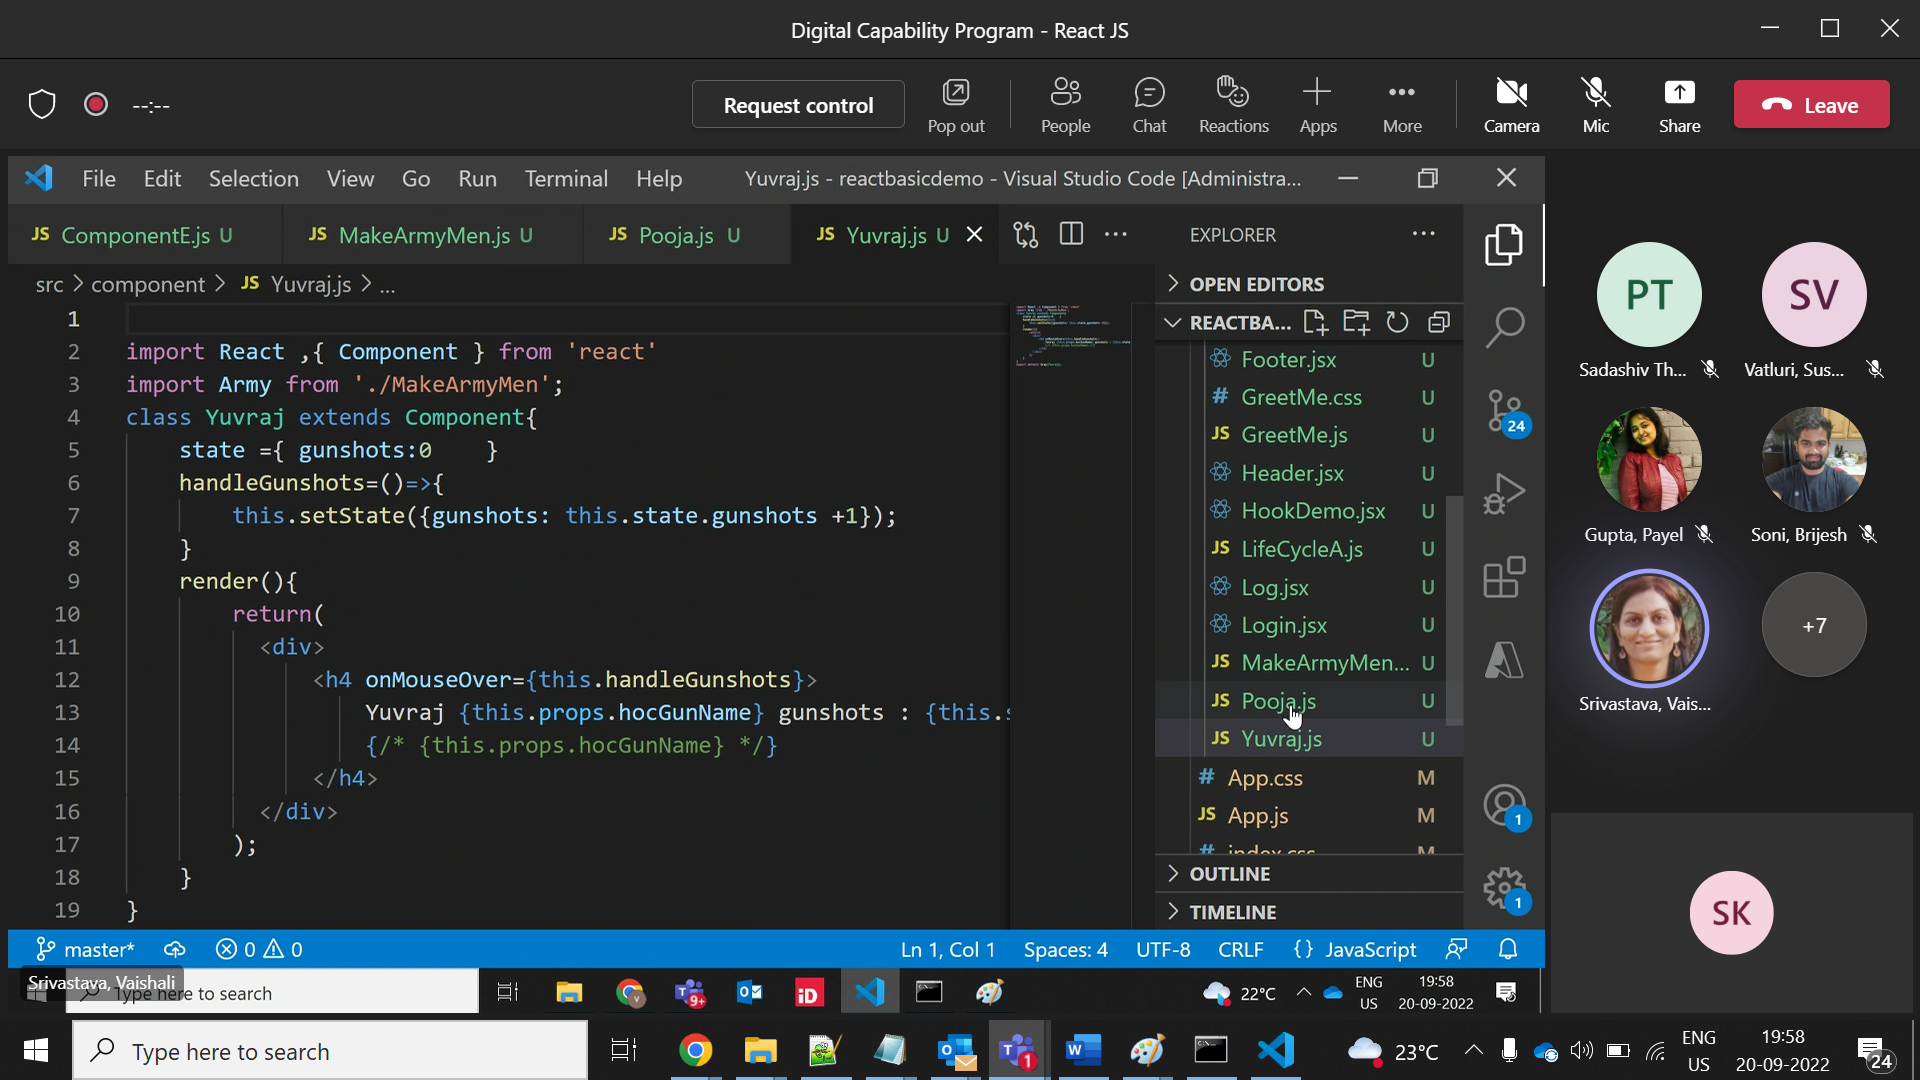 Digital Capability Program - React JS
--:--
Request control
Pop out
People
Chat
Reactions
Apps
More
Camera
Mic
Share
Leave
File Edit Selection View Go Run Terminal Help
Yuvraj.js - reactbasicdemo - Visual Studio Code [Administra...
JS ComponentE.js U
JS MakeArmyMen.js U
JS Pooja.js U
JS Yuvraj.js U
src > component > JS Yuvraj.js > ...
1
2 import React ,{ Component } from 'react'
3 import Army from './MakeArmyMen';
4 class Yuvraj extends Component{
5 state ={ gunshots:0 }
6 handleGunshots=()=>{
7 this.setState({gunshots: this.state.gunshots +1});
8 }
9 render(){
10 return(
11 <div>
12 <h4 onMouseOver={this.handleGunshots}>
13 Yuvraj {this.props.hocGunName} gunshots : {this.
14 {/* {this.props.hocGunName} */}
15 </h4>
16 </div>
17 );
18 }
19 }
EXPLORER
OPEN EDITORS
REACTBA...
Footer.jsx U
# GreetMe.css U
JS GreetMe.js U
Header.jsx U
HookDemo.jsx U
JS LifeCycleA.js U
Log.jsx U
Login.jsx U
JS MakeArmyMen... U
JS Pooja.js U
JS Yuvraj.js U
# App.css M
JS App.js M
# index.css M
OUTLINE
TIMELINE
24
1
1
PT
Sadashiv Th...
SV
Vatluri, Sus...
Gupta, Payel
Soni, Brijesh
Srivastava, Vais...
+7
SK
master* 0 0
Ln 1, Col 1 Spaces: 4 UTF-8 CRLF {} JavaScript
Srivastava, Vaishali
Type here to search
9+
iD
22°C
ENG
US
19:58
20-09-2022
Type here to search
1
W
23°C
ENG
US
19:58
20-09-2022
24